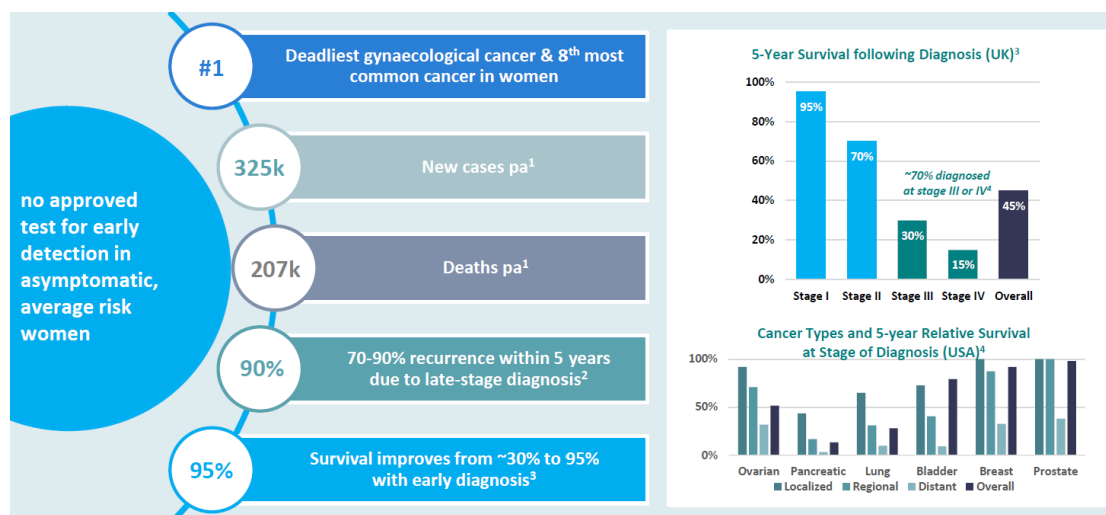 no approved
test for early
detection in
asymptomatic,
average risk
women
#1
Deadliest gynaecological cancer & 8th most
common cancer in women
325k
New cases pa1
207k
Deaths pa1
90%
70-90% recurrence within 5 years
due to late-stage diagnosis2
95%
Survival improves from ~30% to 95%
with early diagnosis3
5-Year Survival following Diagnosis (UK)3
100%
80%
60%
40%
20%
0%
95%
70%
30%
15%
45%
~70% diagnosed
at stage III or IV4
Stage I Stage II Stage III Stage IV Overall
Cancer Types and 5-year Relative Survival
at Stage of Diagnosis (USA)4
100%
50%
0%
Ovarian Pancreatic Lung Bladder Breast Prostate
Localized Regional Distant Overall